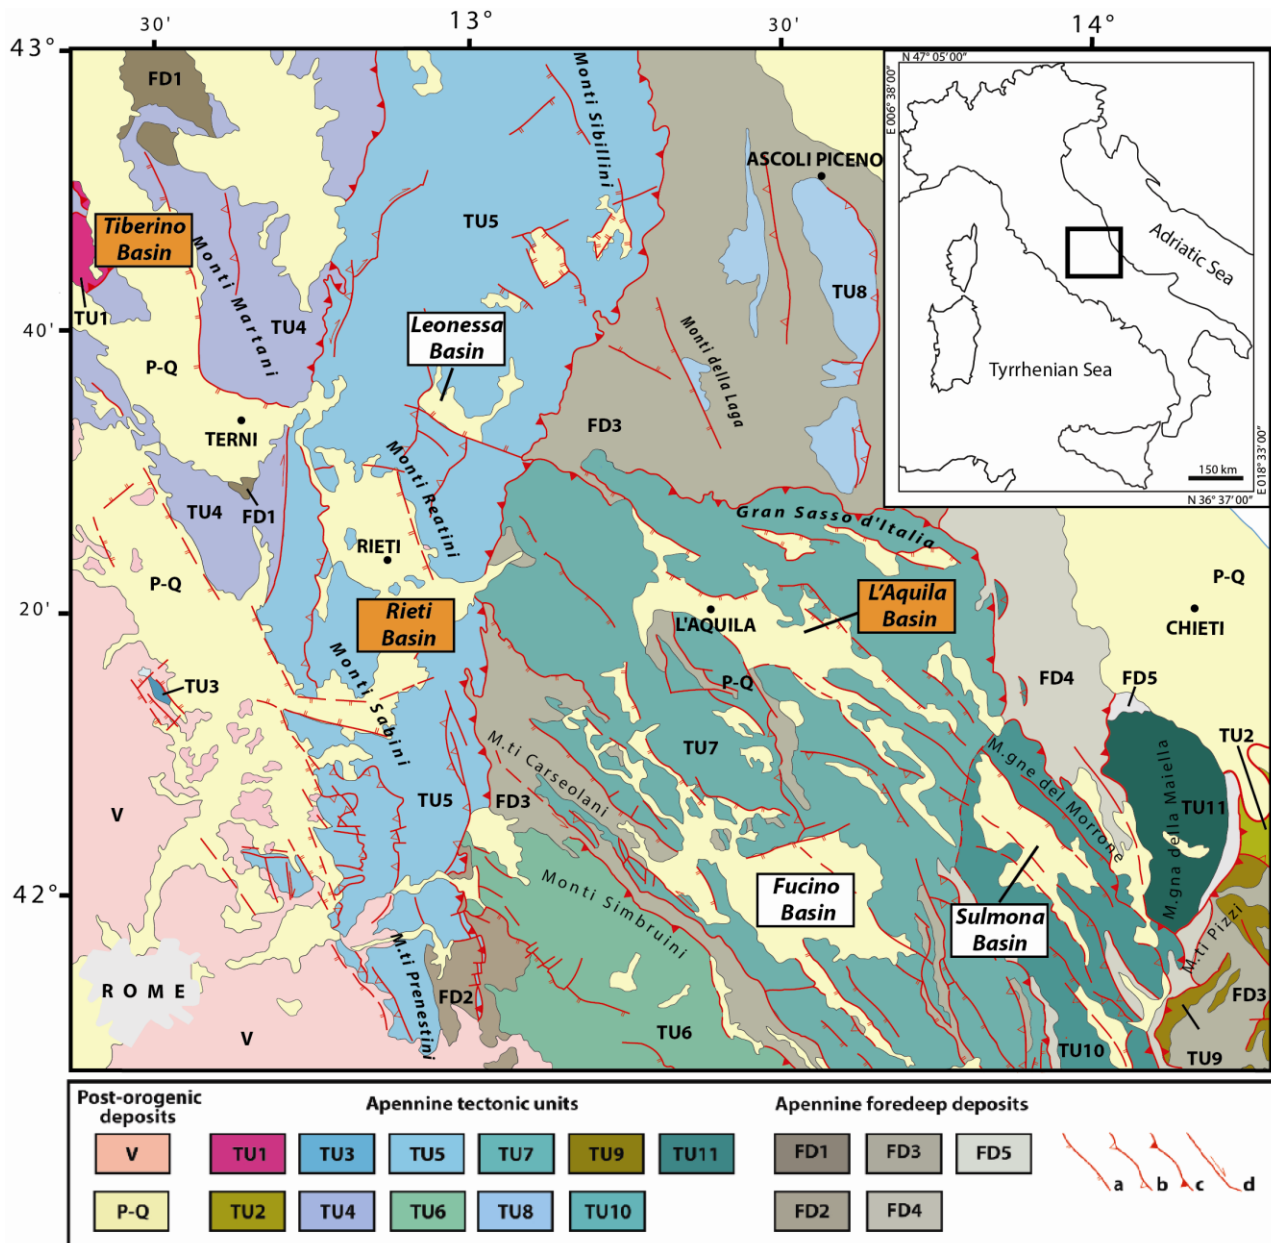 30'
13°
30'
14°
43°
40'
20'
42°
N 47° 05' 00"
E 006° 38' 00"
E 018° 33' 00"
N 36° 37' 00"
Adriatic Sea
Tyrrhenian Sea
150 km
FD1
Monti Sibillini
ASCOLI PICENO
Tiberino
Basin
TU5
Monti Martani
TU8
TU1
TU4
Leonessa
Basin
Monti della Laga
P-Q
TERNI
FD3
Monti Reatini
TU4
FD1
Gran Sasso d'Italia
RIETI
P-Q
P-Q
L'Aquila
Basin
Rieti
Basin
L'AQUILA
CHIETI
Monti Sabini
TU3
P-Q
FD4
FD5
TU2
TU7
M.ti Carseolani
M.gne del Morrone
M.gna della Maiella
TU5
FD3
TU11
V
Monti Simbruini
Fucino
Basin
Sulmona
Basin
M.ti Pizzi
ROME
M.ti Prenestini
FD2
FD3
V
TU6
TU10
TU9
Post-orogenic
deposits
Apennine tectonic units
Apennine foredeep deposits
V
TU1
TU3
TU5
TU7
TU9
TU11
FD1
FD3
FD5
P-Q
TU2
TU4
TU6
TU8
TU10
FD2
FD4
a
b
c
d